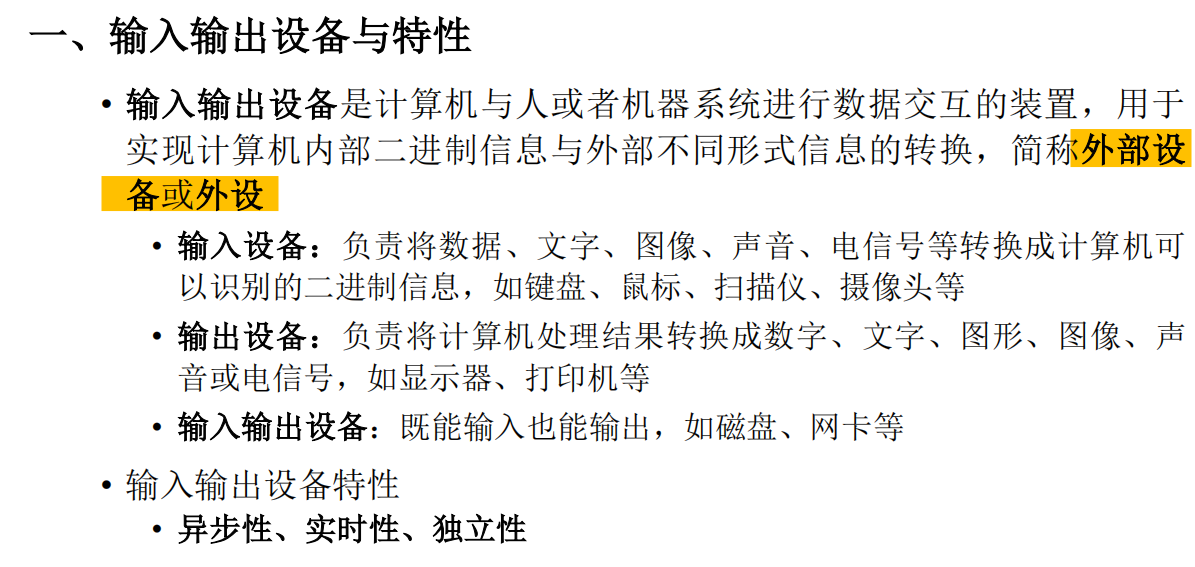 一、输入输出设备与特性
• 输入输出设备是计算机与人或者机器系统进行数据交互的装置，用于
实现计算机内部二进制信息与外部不同形式信息的转换，简称外部设
备或外设
• 输入设备：负责将数据、文字、图像、声音、电信号等转换成计算机可
以识别的二进制信息，如键盘、鼠标、扫描仪、摄像头等
• 输出设备：负责将计算机处理结果转换成数字、文字、图形、图像、声
音或电信号，如显示器、打印机等
• 输入输出设备：既能输入也能输出，如磁盘、网卡等
• 输入输出设备特性
• 异步性、实时性、独立性